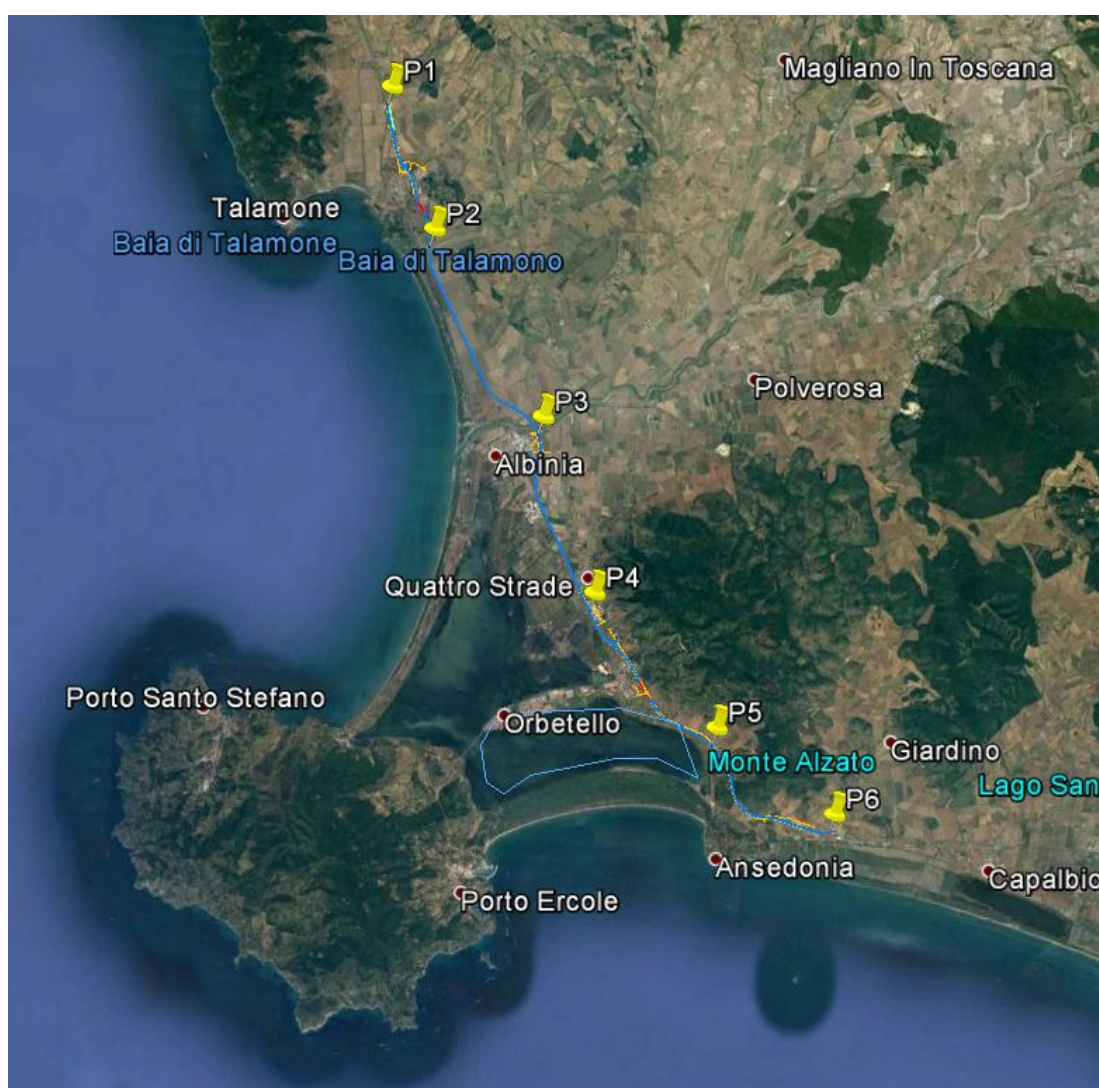 P1
Magliano In Toscana
Talamone
P2
Baia di Talamone
Baia di Talamono
Polverosa
P3
Albinia
Quattro Strade
P4
Porto Santo Stefano
Orbetello
P5
Giardino
Monte Alzato
Lago San
P6
Ansedonia
Capalbio
Porto Ercole